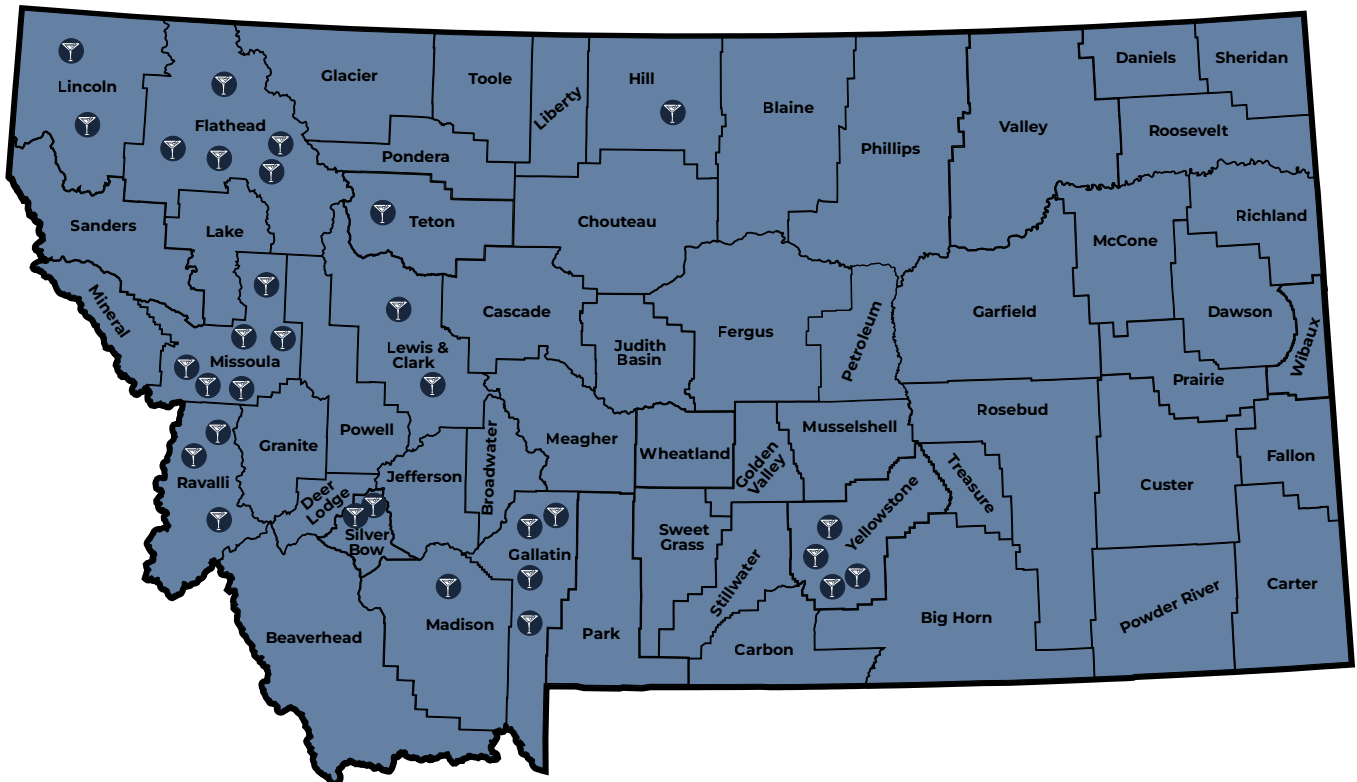 Lincoln
Flathead
Glacier
Toole
Liberty
Hill
Blaine
Phillips
Valley
Daniels
Sheridan
Roosevelt
Pondera
Teton
Chouteau
Sanders
Lake
Richland
McCone
Mineral
Missoula
Lewis &
Clark
Cascade
Judith
Basin
Fergus
Petroleum
Garfield
Dawson
Wibaux
Prairie
Ravalli
Granite
Powell
Jefferson
Broadwater
Meagher
Wheatland
Golden
Valley
Musselshell
Rosebud
Treasure
Custer
Fallon
Deer
Lodge
Silver
Bow
Gallatin
Sweet
Grass
Stillwater
Yellowstone
Beaverhead
Madison
Park
Carbon
Big Horn
Powder River
Carter